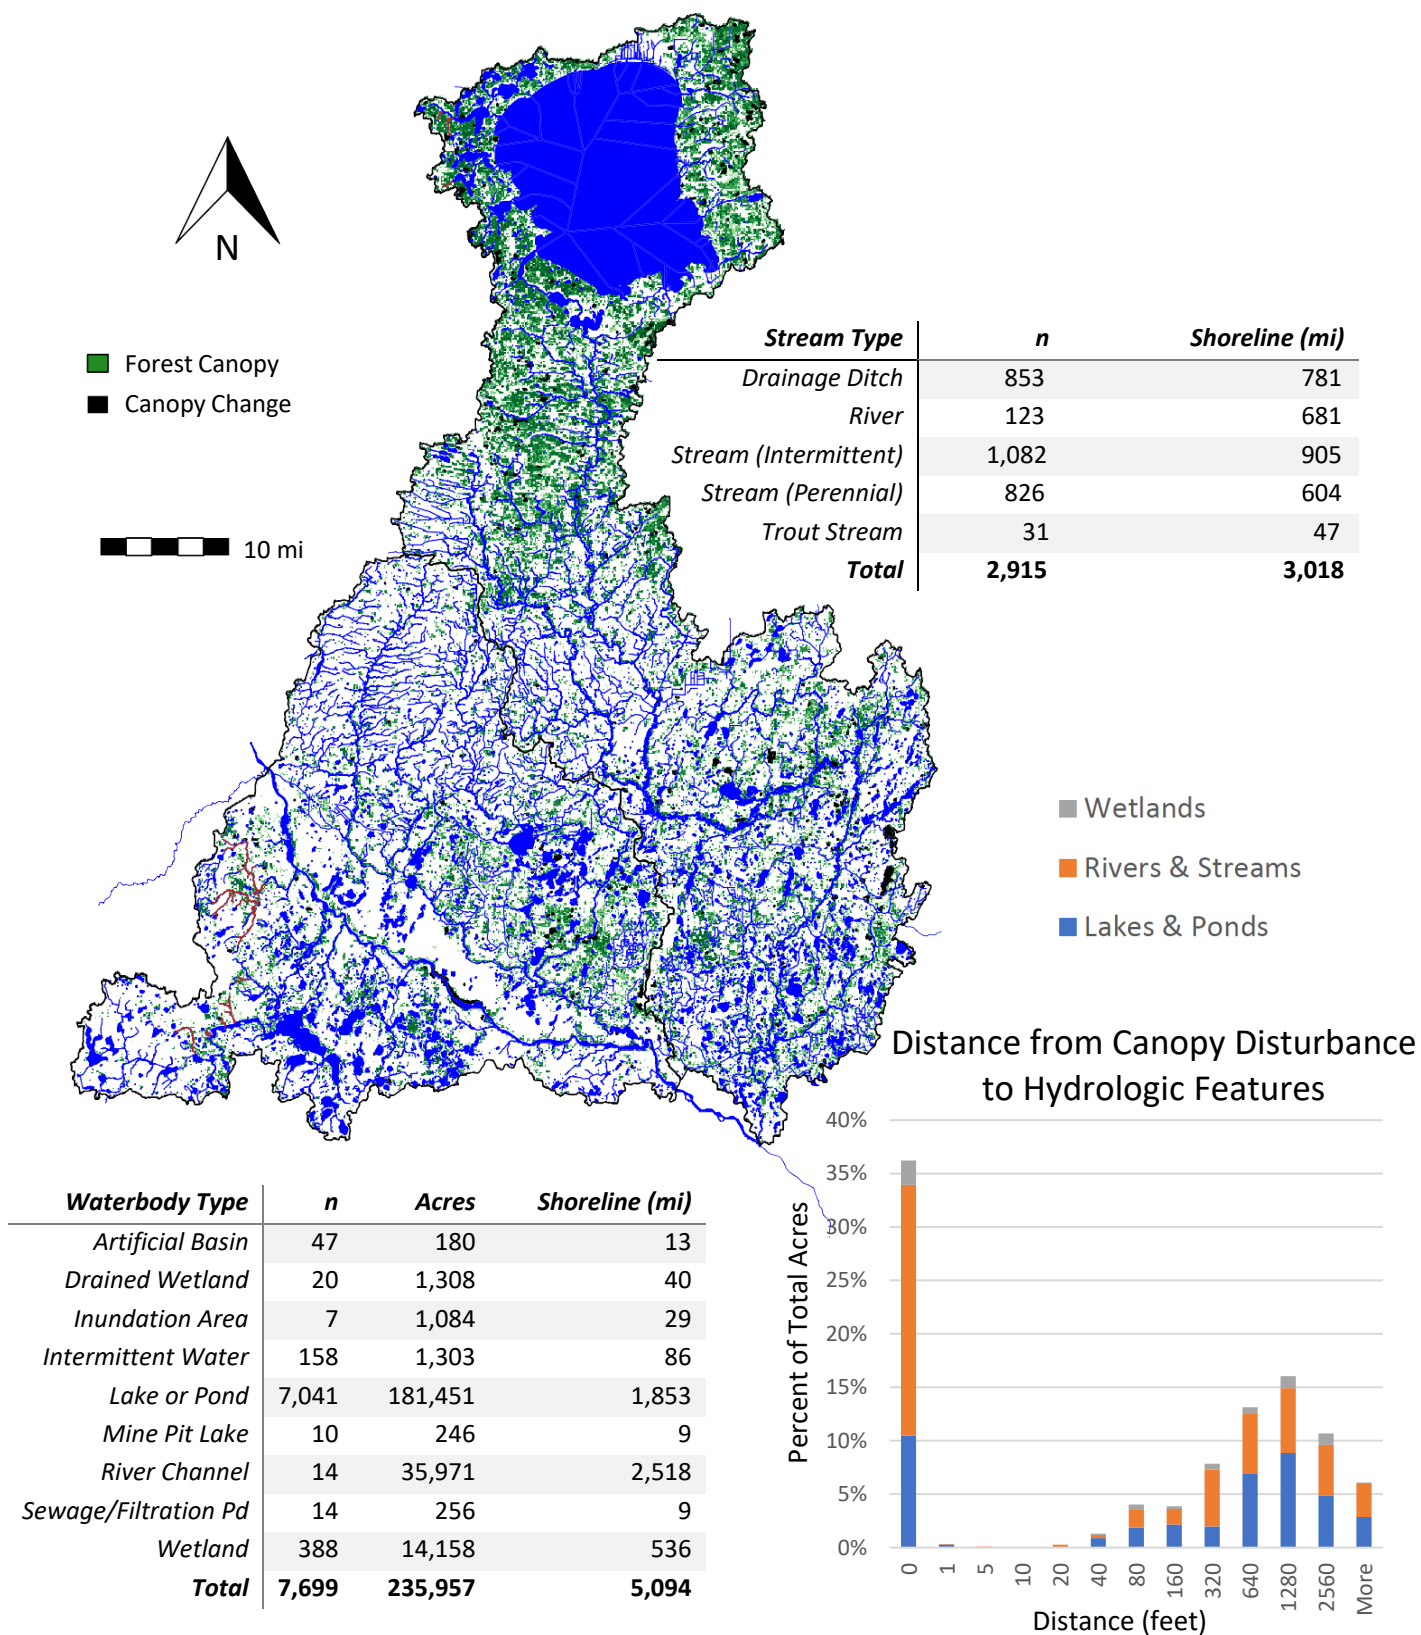 N
Forest Canopy
Canopy Change
10 mi
Stream Type n Shoreline (mi)
Drainage Ditch 853 781
River 123 681
Stream (Intermittent) 1,082 905
Stream (Perennial) 826 604
Trout Stream 31 47
Total 2,915 3,018
Wetlands
Rivers & Streams
Lakes & Ponds
Distance from Canopy Disturbance
to Hydrologic Features
Percent of Total Acres
40%
35%
30%
25%
20%
15%
10%
5%
0%
0 1 5 10 20 40 80 160 320 640 1280 2560 More
Distance (feet)
Waterbody Type n Acres Shoreline (mi)
Artificial Basin 47 180 13
Drained Wetland 20 1,308 40
Inundation Area 7 1,084 29
Intermittent Water 158 1,303 86
Lake or Pond 7,041 181,451 1,853
Mine Pit Lake 10 246 9
River Channel 14 35,971 2,518
Sewage/Filtration Pd 14 256 9
Wetland 388 14,158 536
Total 7,699 235,957 5,094